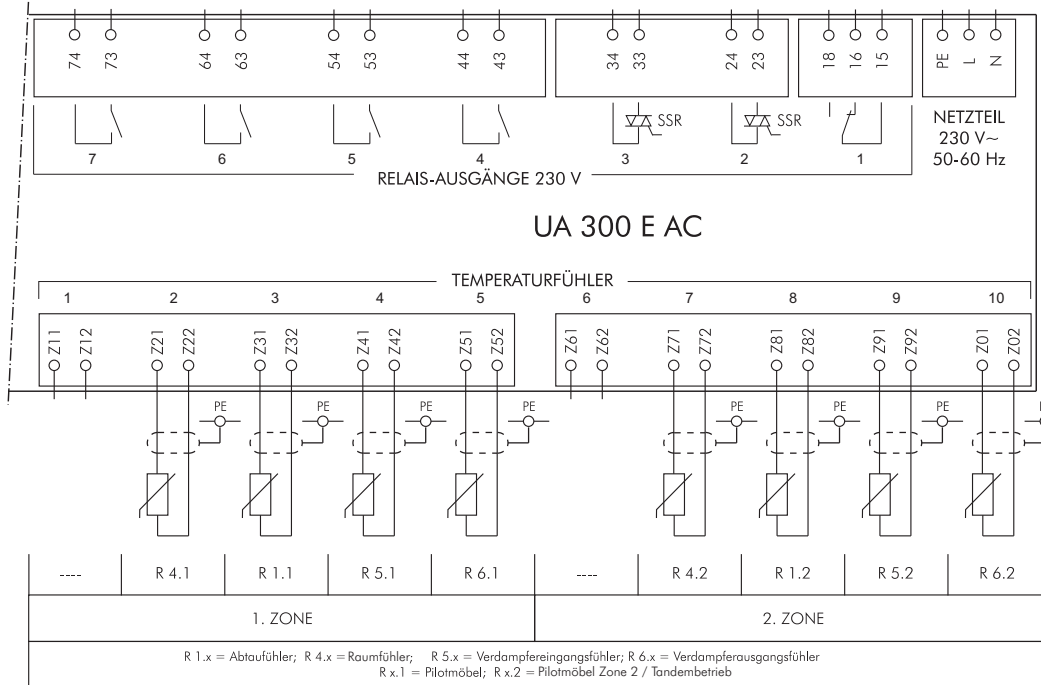 74 73 64 63 54 53 44 43 34 33 24 23 18 16 15 PE L N
SSR SSR
7 6 5 4 3 2 1
NETZTEIL
230 V~
50-60 Hz
RELAIS-AUSGÄNGE 230 V
UA 300 E AC
TEMPERATURFÜHLER
1 2 3 4 5 6 7 8 9 10
Z11 Z12 Z21 Z22 Z31 Z32 Z41 Z42 Z51 Z52 Z61 Z62 Z71 Z72 Z81 Z82 Z91 Z92 Z01 Z02
PE PE PE PE PE PE PE
---- R 4.1 R 1.1 R 5.1 R 6.1 ---- R 4.2 R 1.2 R 5.2 R 6.2
1. ZONE 2. ZONE
R 1.x = Abtaufühler; R 4.x = Raumfühler; R 5.x = Verdampfereingangsfühler; R 6.x = Verdampferausgangsfühler
R x.1 = Pilotmöbel; R x.2 = Pilotmöbel Zone 2 / Tandembetrieb